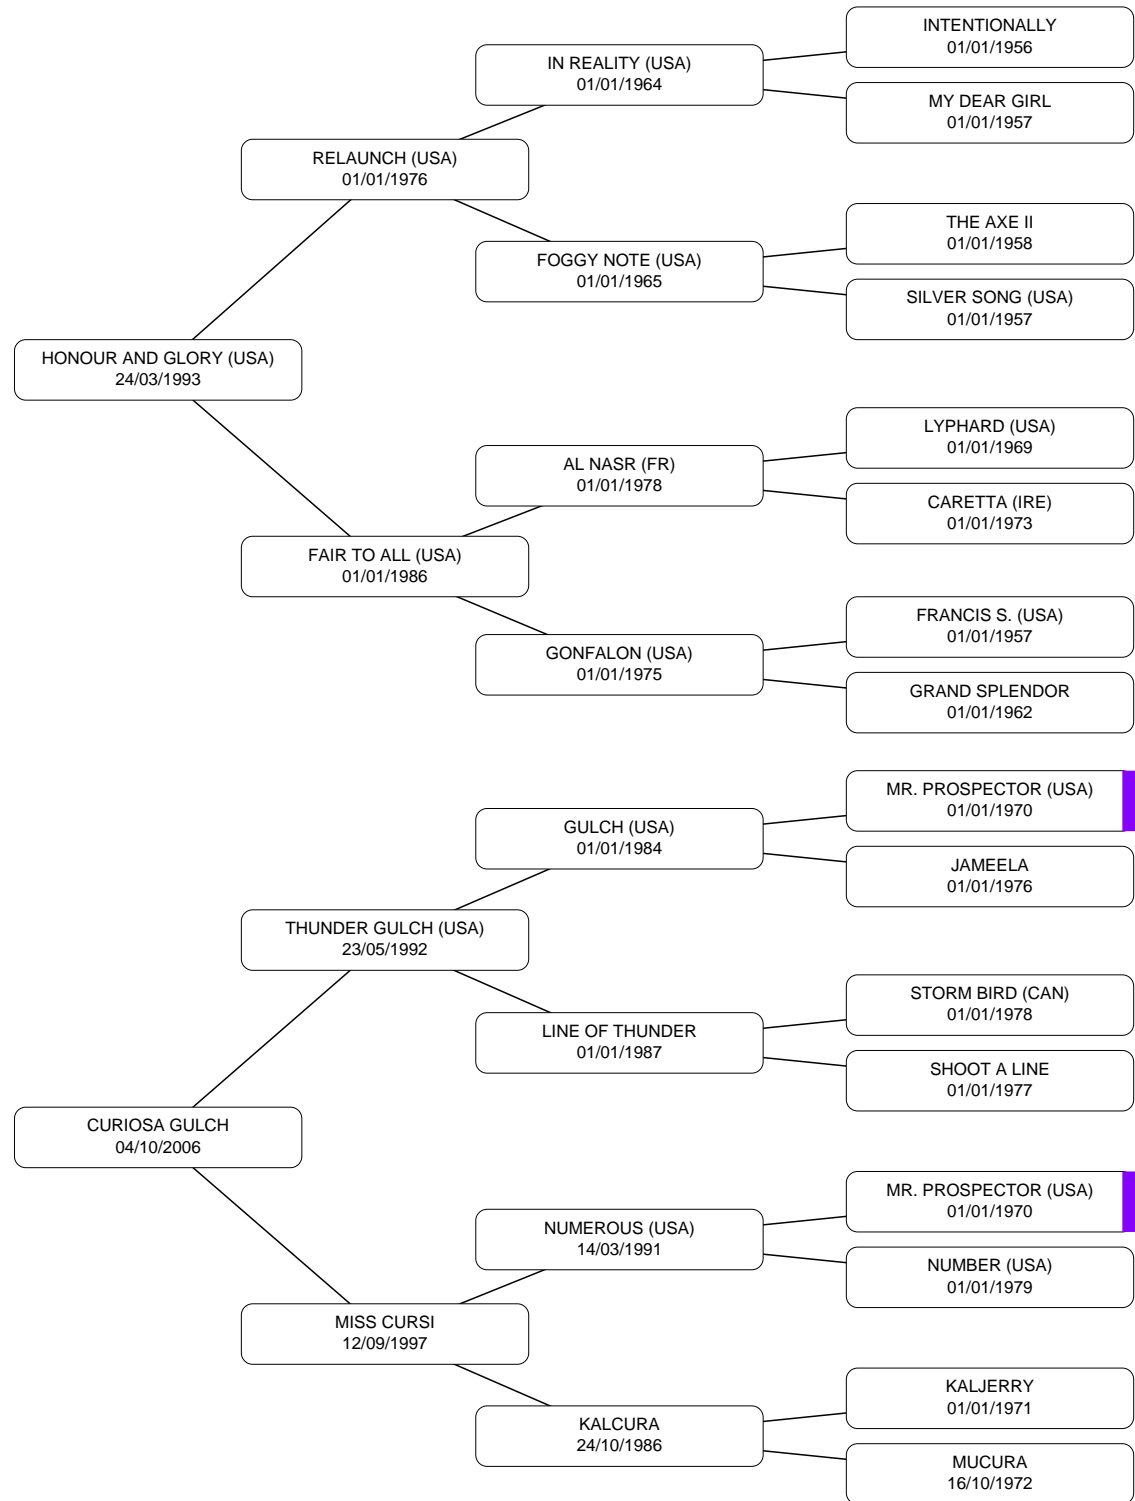 INTENTIONALLY
01/01/1956
IN REALITY (USA)
01/01/1964
MY DEAR GIRL
01/01/1957
RELAUNCH (USA)
01/01/1976
THE AXE II
01/01/1958
FOGGY NOTE (USA)
01/01/1965
SILVER SONG (USA)
01/01/1957
HONOUR AND GLORY (USA)
24/03/1993
LYPHARD (USA)
01/01/1969
AL NASR (FR)
01/01/1978
CARETTA (IRE)
01/01/1973
FAIR TO ALL (USA)
01/01/1986
FRANCIS S. (USA)
01/01/1957
GONFALON (USA)
01/01/1975
GRAND SPLENDOR
01/01/1962
MR. PROSPECTOR (USA)
01/01/1970
GULCH (USA)
01/01/1984
JAMEELA
01/01/1976
THUNDER GULCH (USA)
23/05/1992
STORM BIRD (CAN)
01/01/1978
LINE OF THUNDER
01/01/1987
SHOOT A LINE
01/01/1977
CURIOSA GULCH
04/10/2006
MR. PROSPECTOR (USA)
01/01/1970
NUMEROUS (USA)
14/03/1991
NUMBER (USA)
01/01/1979
MISS CURSI
12/09/1997
KALJERRY
01/01/1971
KALCURA
24/10/1986
MUCURA
16/10/1972